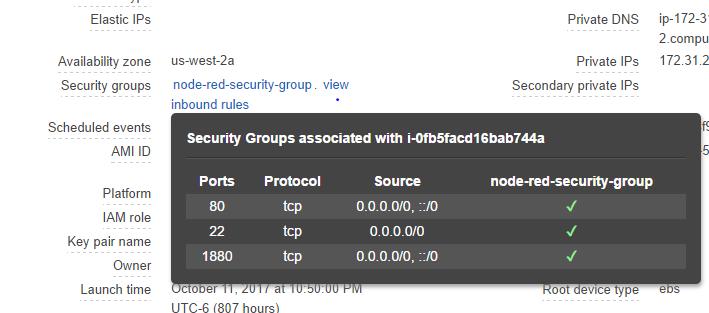 Elastic IPs
Private DNS ip-172-3
2.compu
Availability zone us-west-2a Private IPs 172.31.2
Security groups node-red-security-group. view Secondary private IPs
inbound rules
Scheduled events
AMI ID
Security Groups associated with i-0fb5facd16bab744a
Ports Protocol Source node-red-security-group
80 tcp 0.0.0.0/0, ::/0 ✓
22 tcp 0.0.0.0/0 ✓
1880 tcp 0.0.0.0/0, ::/0 ✓
Platform
IAM role
Key pair name
Owner
Launch time October 11, 2017 at 10:50:00 PM Root device type ebs
UTC-6 (807 hours)